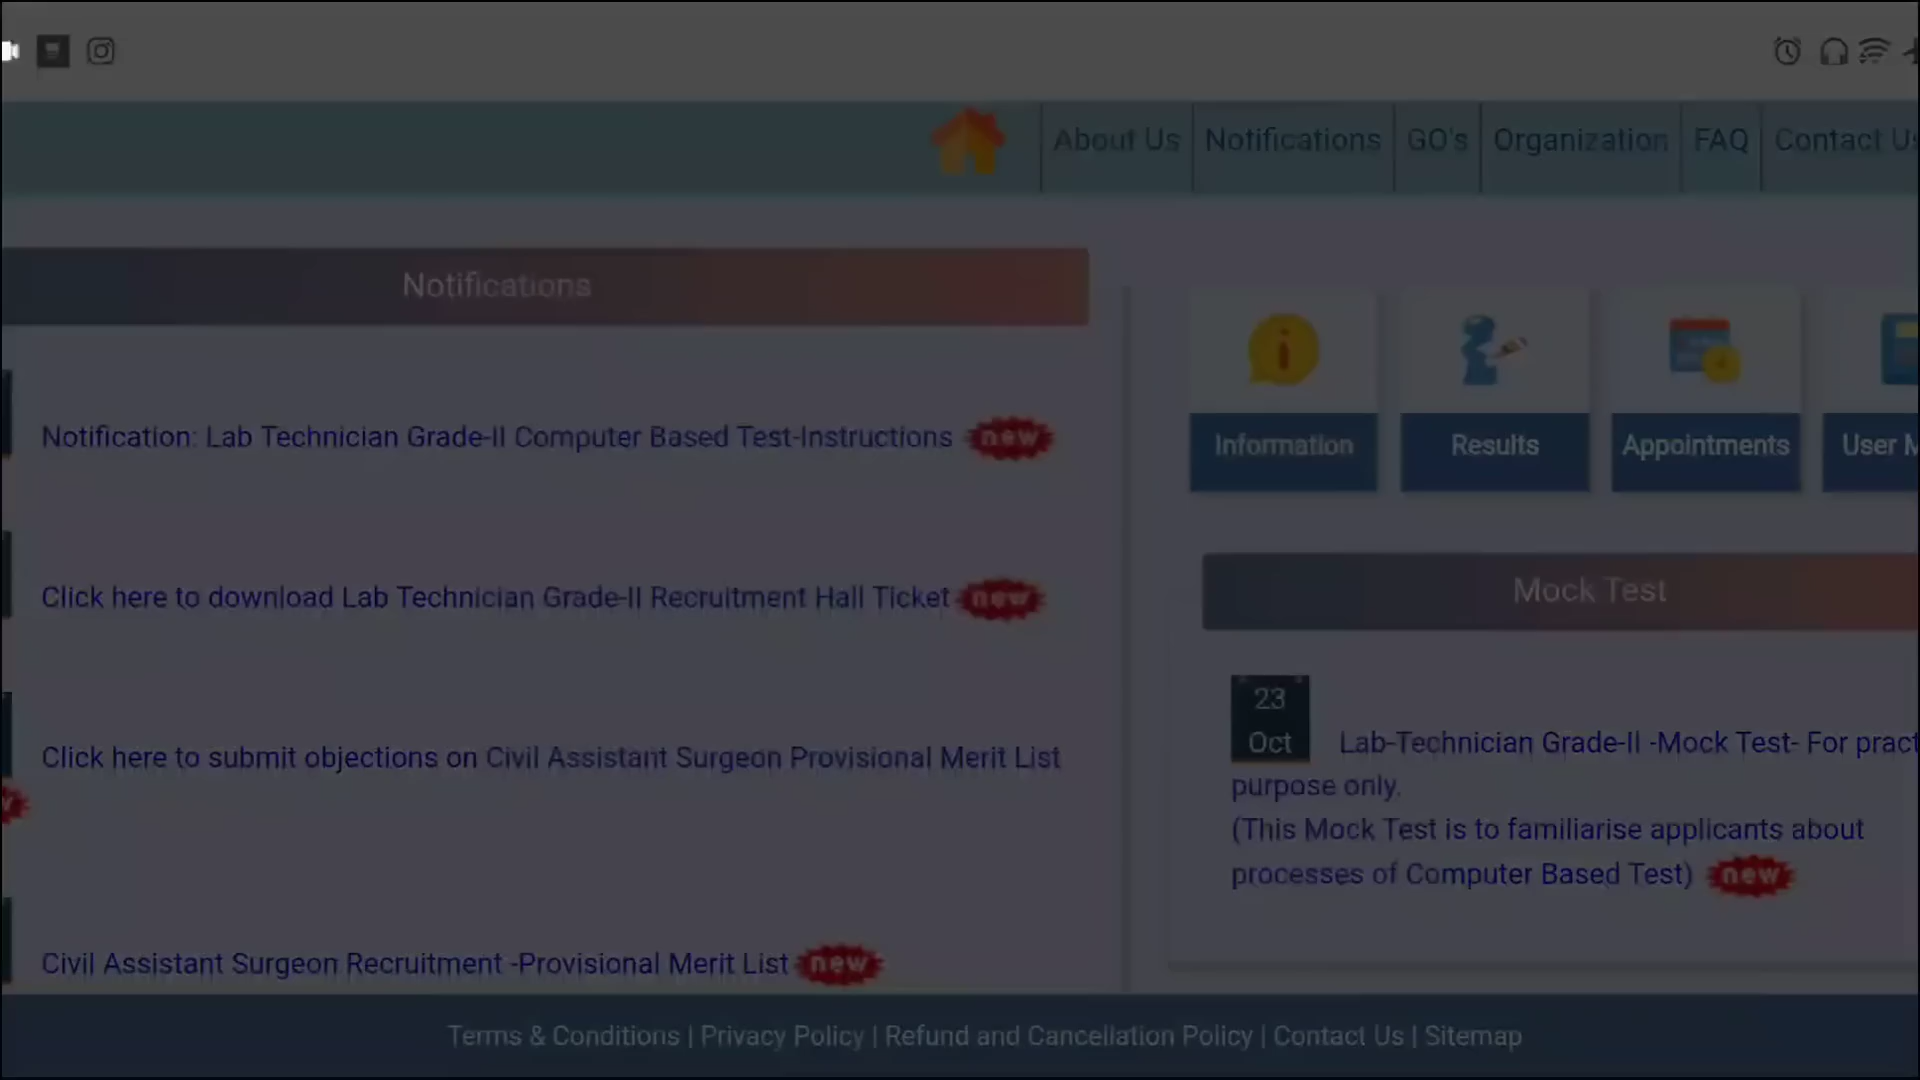 About Us
Notifications
GO's
Organization
FAQ
Contact Us
Notifications
Notification: Lab Technician Grade-II Computer Based Test-Instructions new
Click here to download Lab Technician Grade-II Recruitment Hall Ticket new
Click here to submit objections on Civil Assistant Surgeon Provisional Merit List
Civil Assistant Surgeon Recruitment -Provisional Merit List new
Information
Results
Appointments
User
Mock Test
23
Oct
Lab-Technician Grade-II -Mock Test- For
purpose only.
(This Mock Test is to familiarise applicants about
processes of Computer Based Test) new
Terms & Conditions | Privacy Policy | Refund and Cancellation Policy | Contact Us | Sitemap